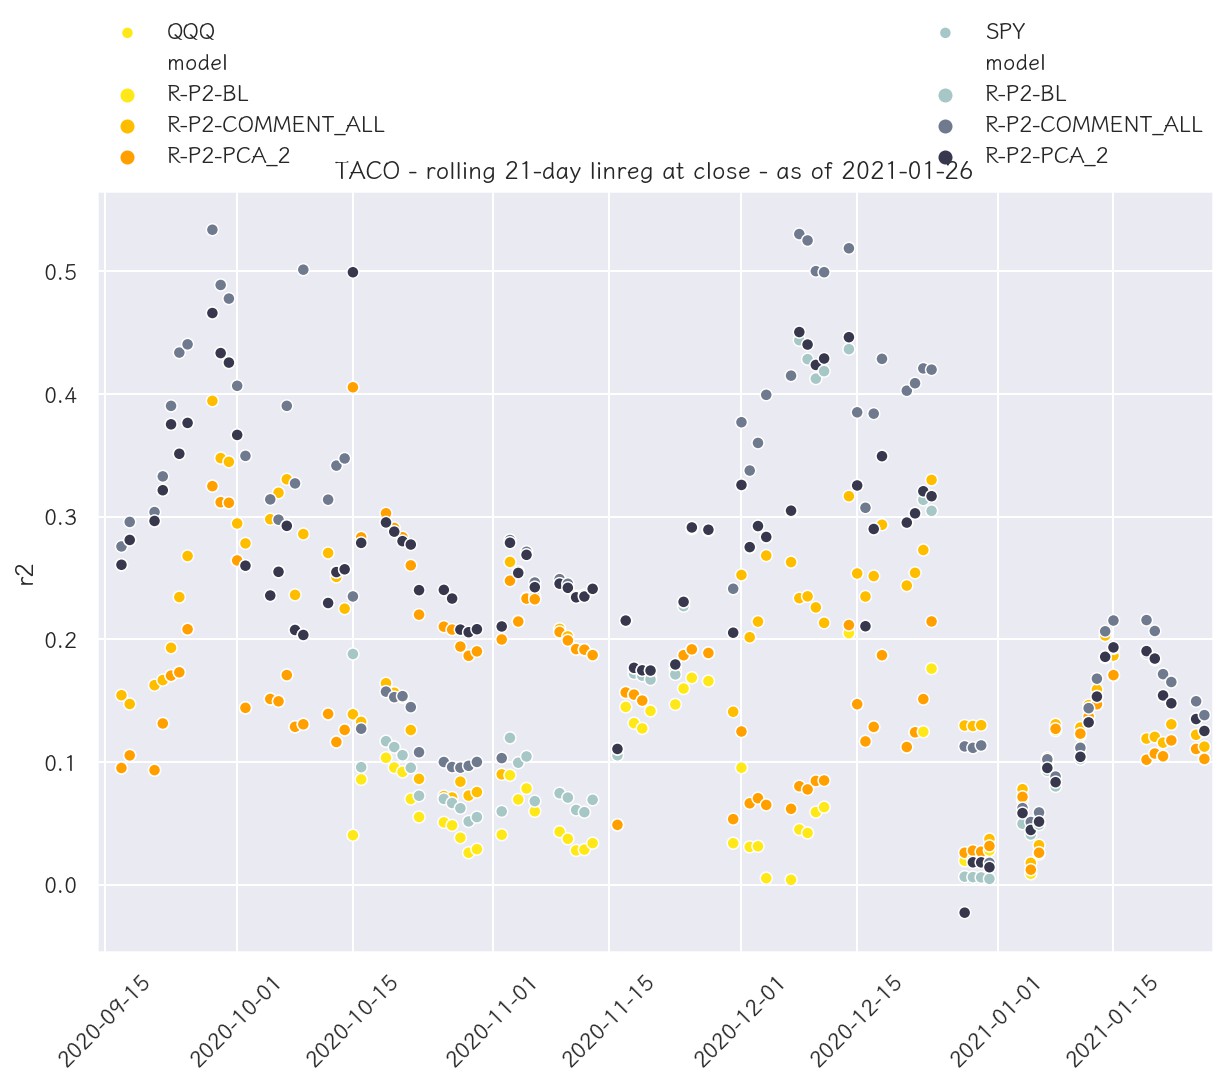 QQQ
model
R-P2-BL
R-P2-COMMENT_ALL
R-P2-PCA_2
SPY
model
R-P2-BL
R-P2-COMMENT_ALL
R-P2-PCA_2
TACO - rolling 21-day linreg at close - as of 2021-01-26
r2
0.5
0.4
0.3
0.2
0.1
0.0
2020-09-15
2020-10-01
2020-10-15
2020-11-01
2020-11-15
2020-12-01
2020-12-15
2021-01-01
2021-01-15